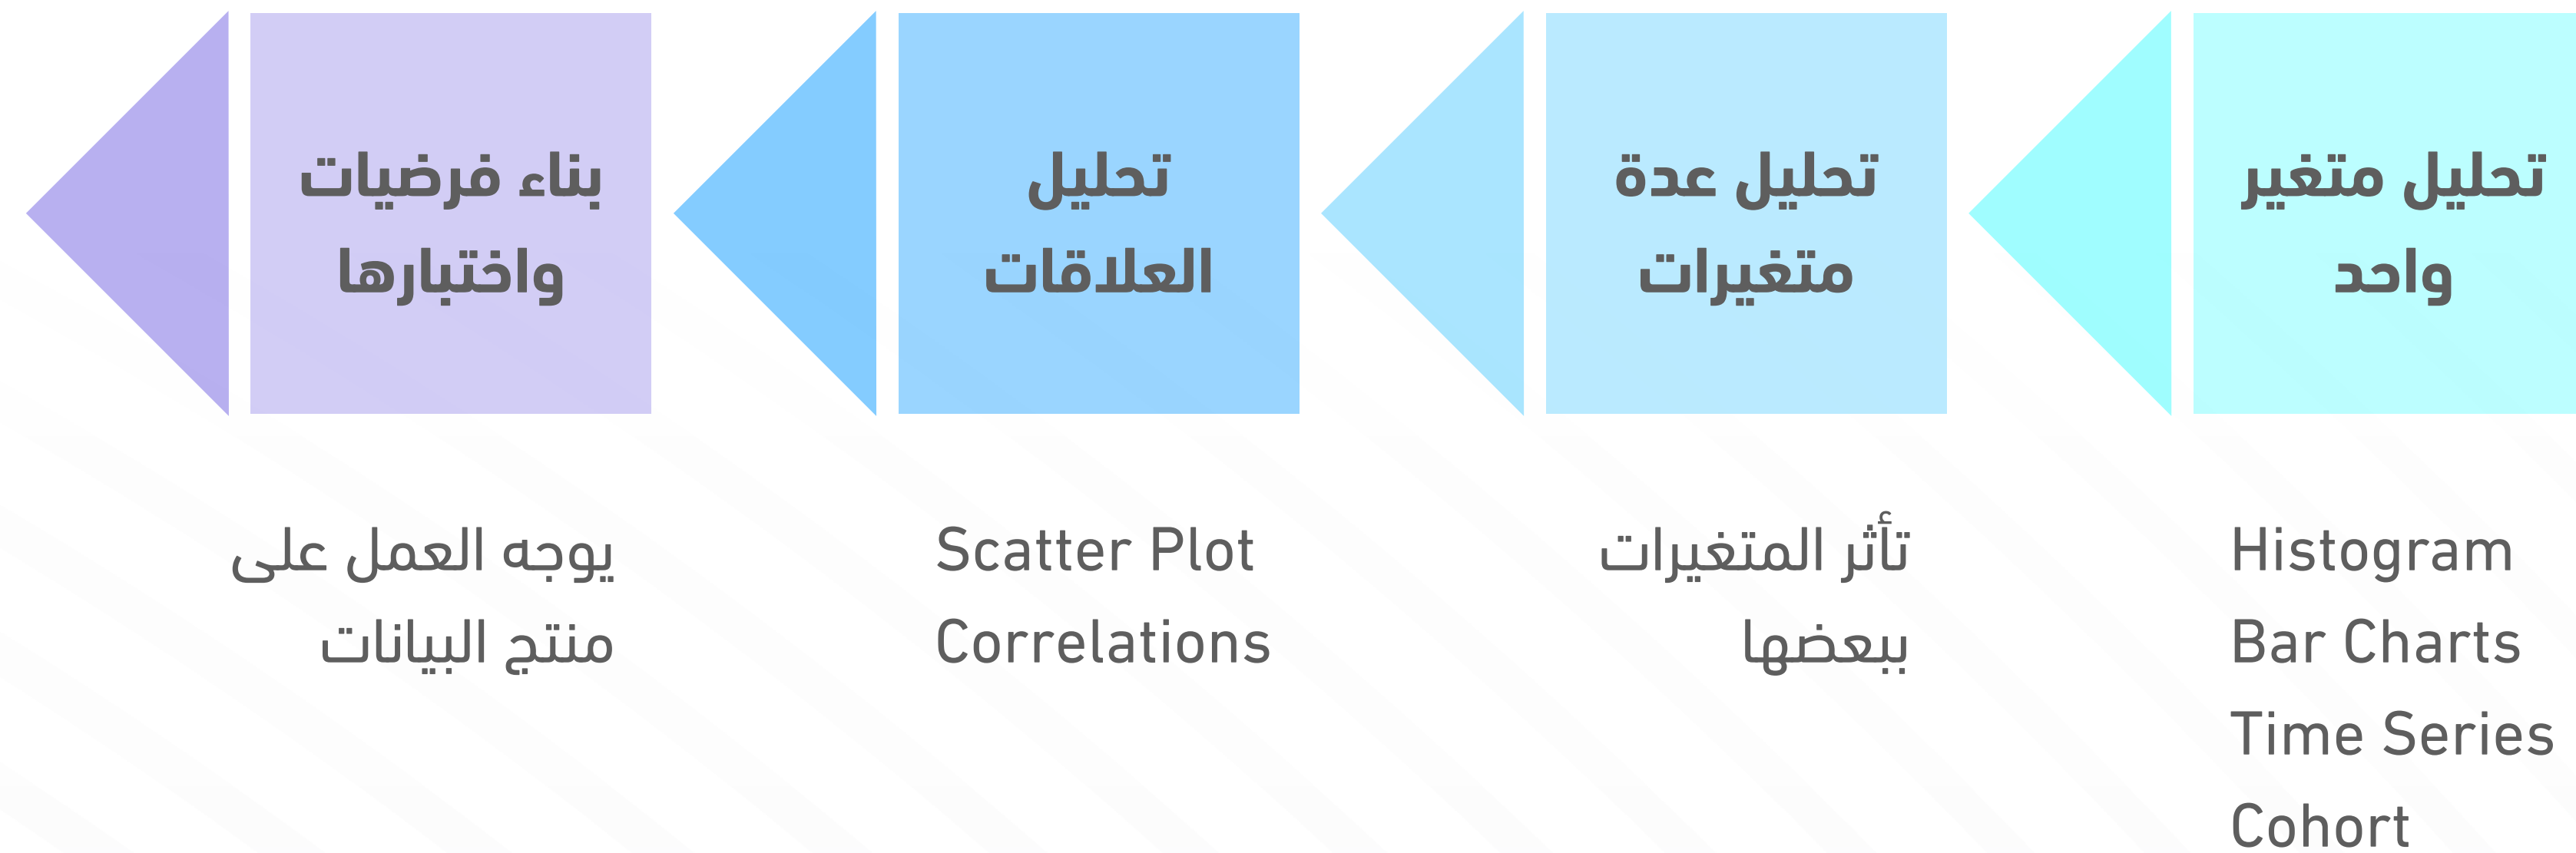 تحليل متغير
واحد
Histogram
Bar Charts
Time Series
Cohort
تحليل عدة
متغيرات
تأثر المتغيرات
ببعضها
تحليل
العلاقات
Scatter Plot
Correlations
بناء فرضيات
واختبارها
يوجه العمل على
منتج البيانات